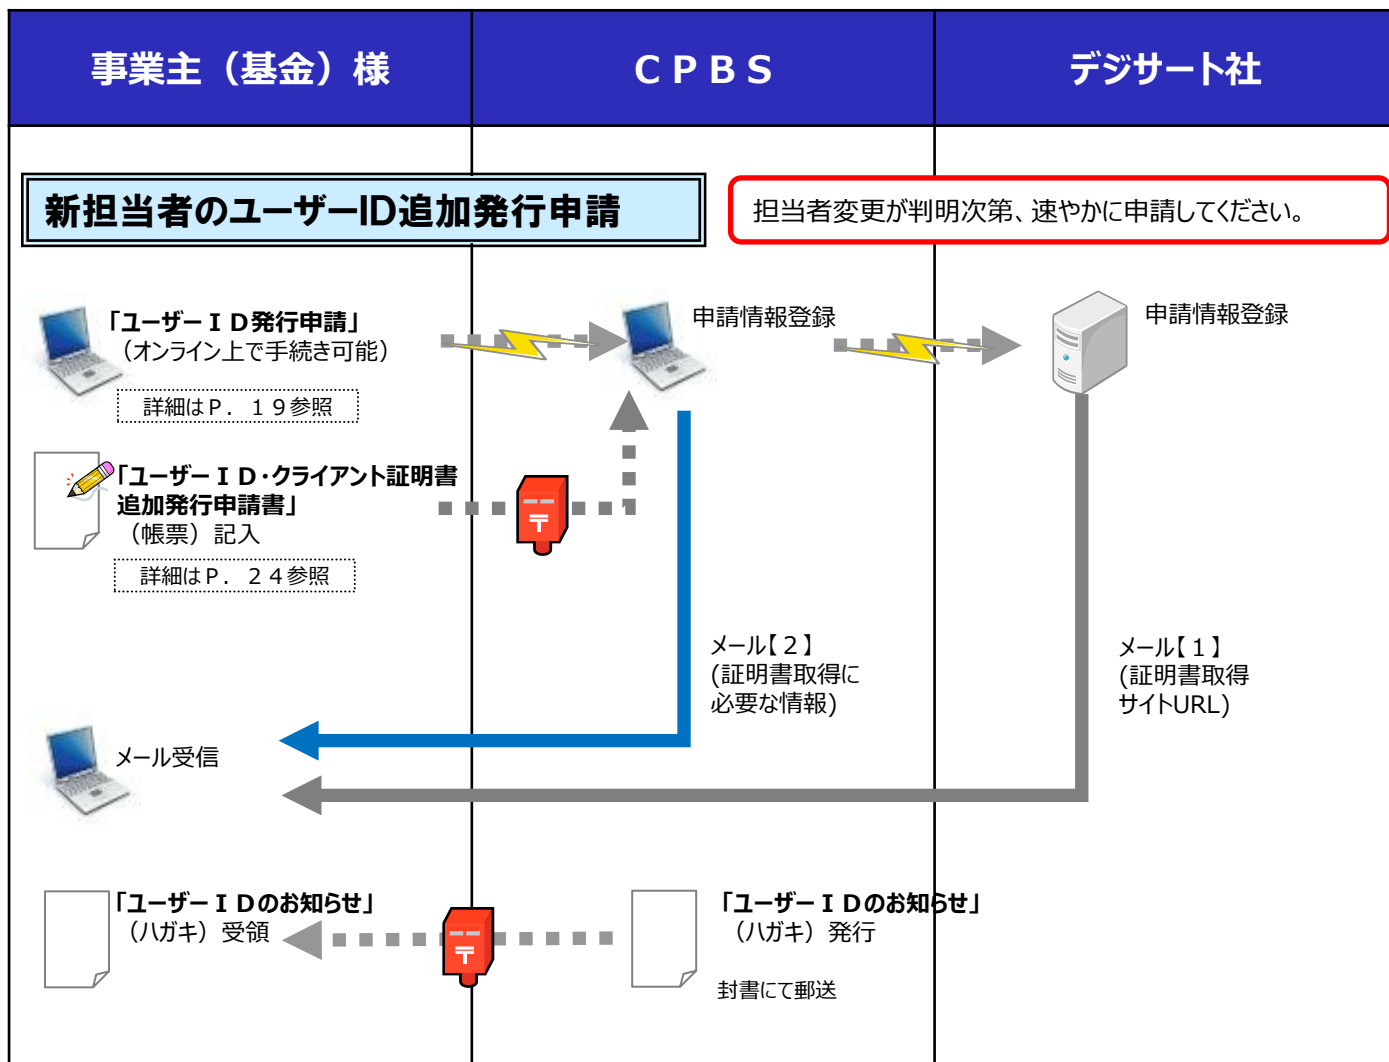 事業主（基金）様
ＣＰＢＳ
デジサート社
新担当者のユーザーID追加発行申請
担当者変更が判明次第、速やかに申請してください。
「ユーザーＩＤ発行申請」
（オンライン上で手続き可能）
詳細はＰ．１９参照
申請情報登録
申請情報登録
「ユーザーＩＤ・クライアント証明書
追加発行申請書」
（帳票）記入
詳細はＰ．２４参照
〒
メール【２】
(証明書取得に
必要な情報)
メール【１】
(証明書取得
サイトURL)
メール受信
「ユーザーＩＤのお知らせ」
（ハガキ）受領
〒
「ユーザーＩＤのお知らせ」
（ハガキ）発行
封書にて郵送